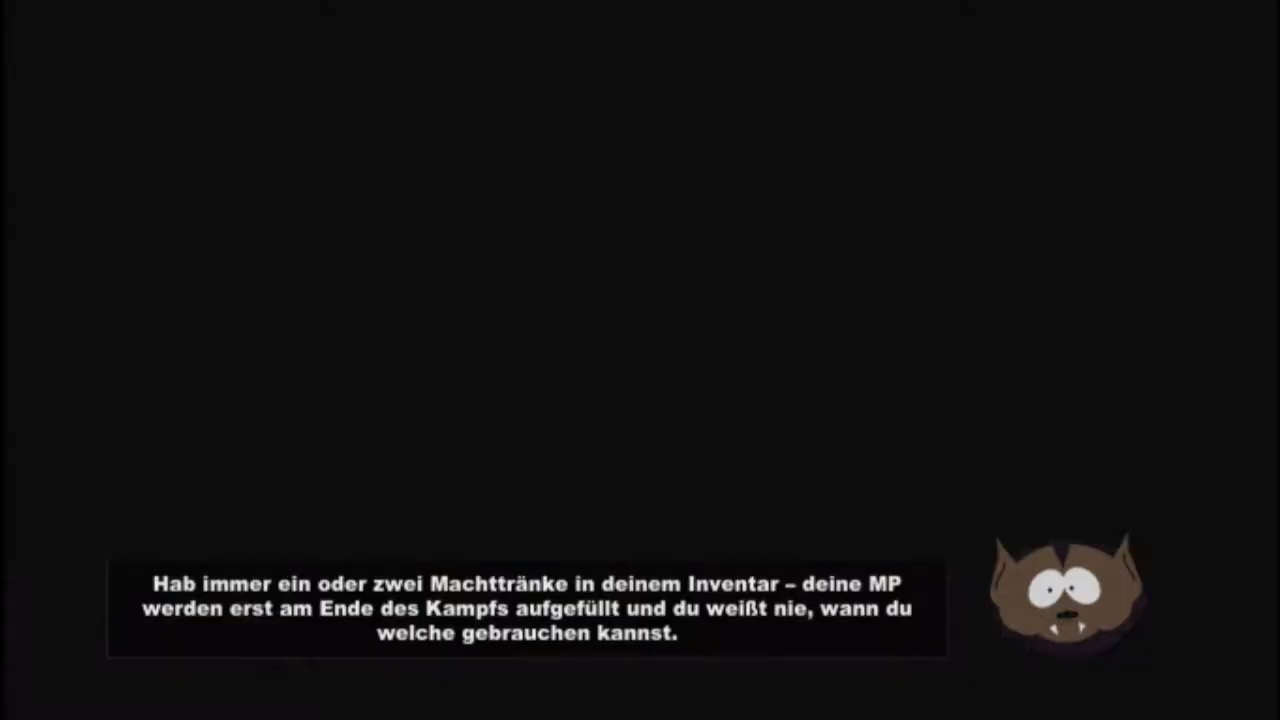 Hab immer ein oder zwei Machttränke in deinem Inventar – deine MP
werden erst am Ende des Kampfs aufgefüllt und du weißt nie, wann du
welche gebrauchen kannst.